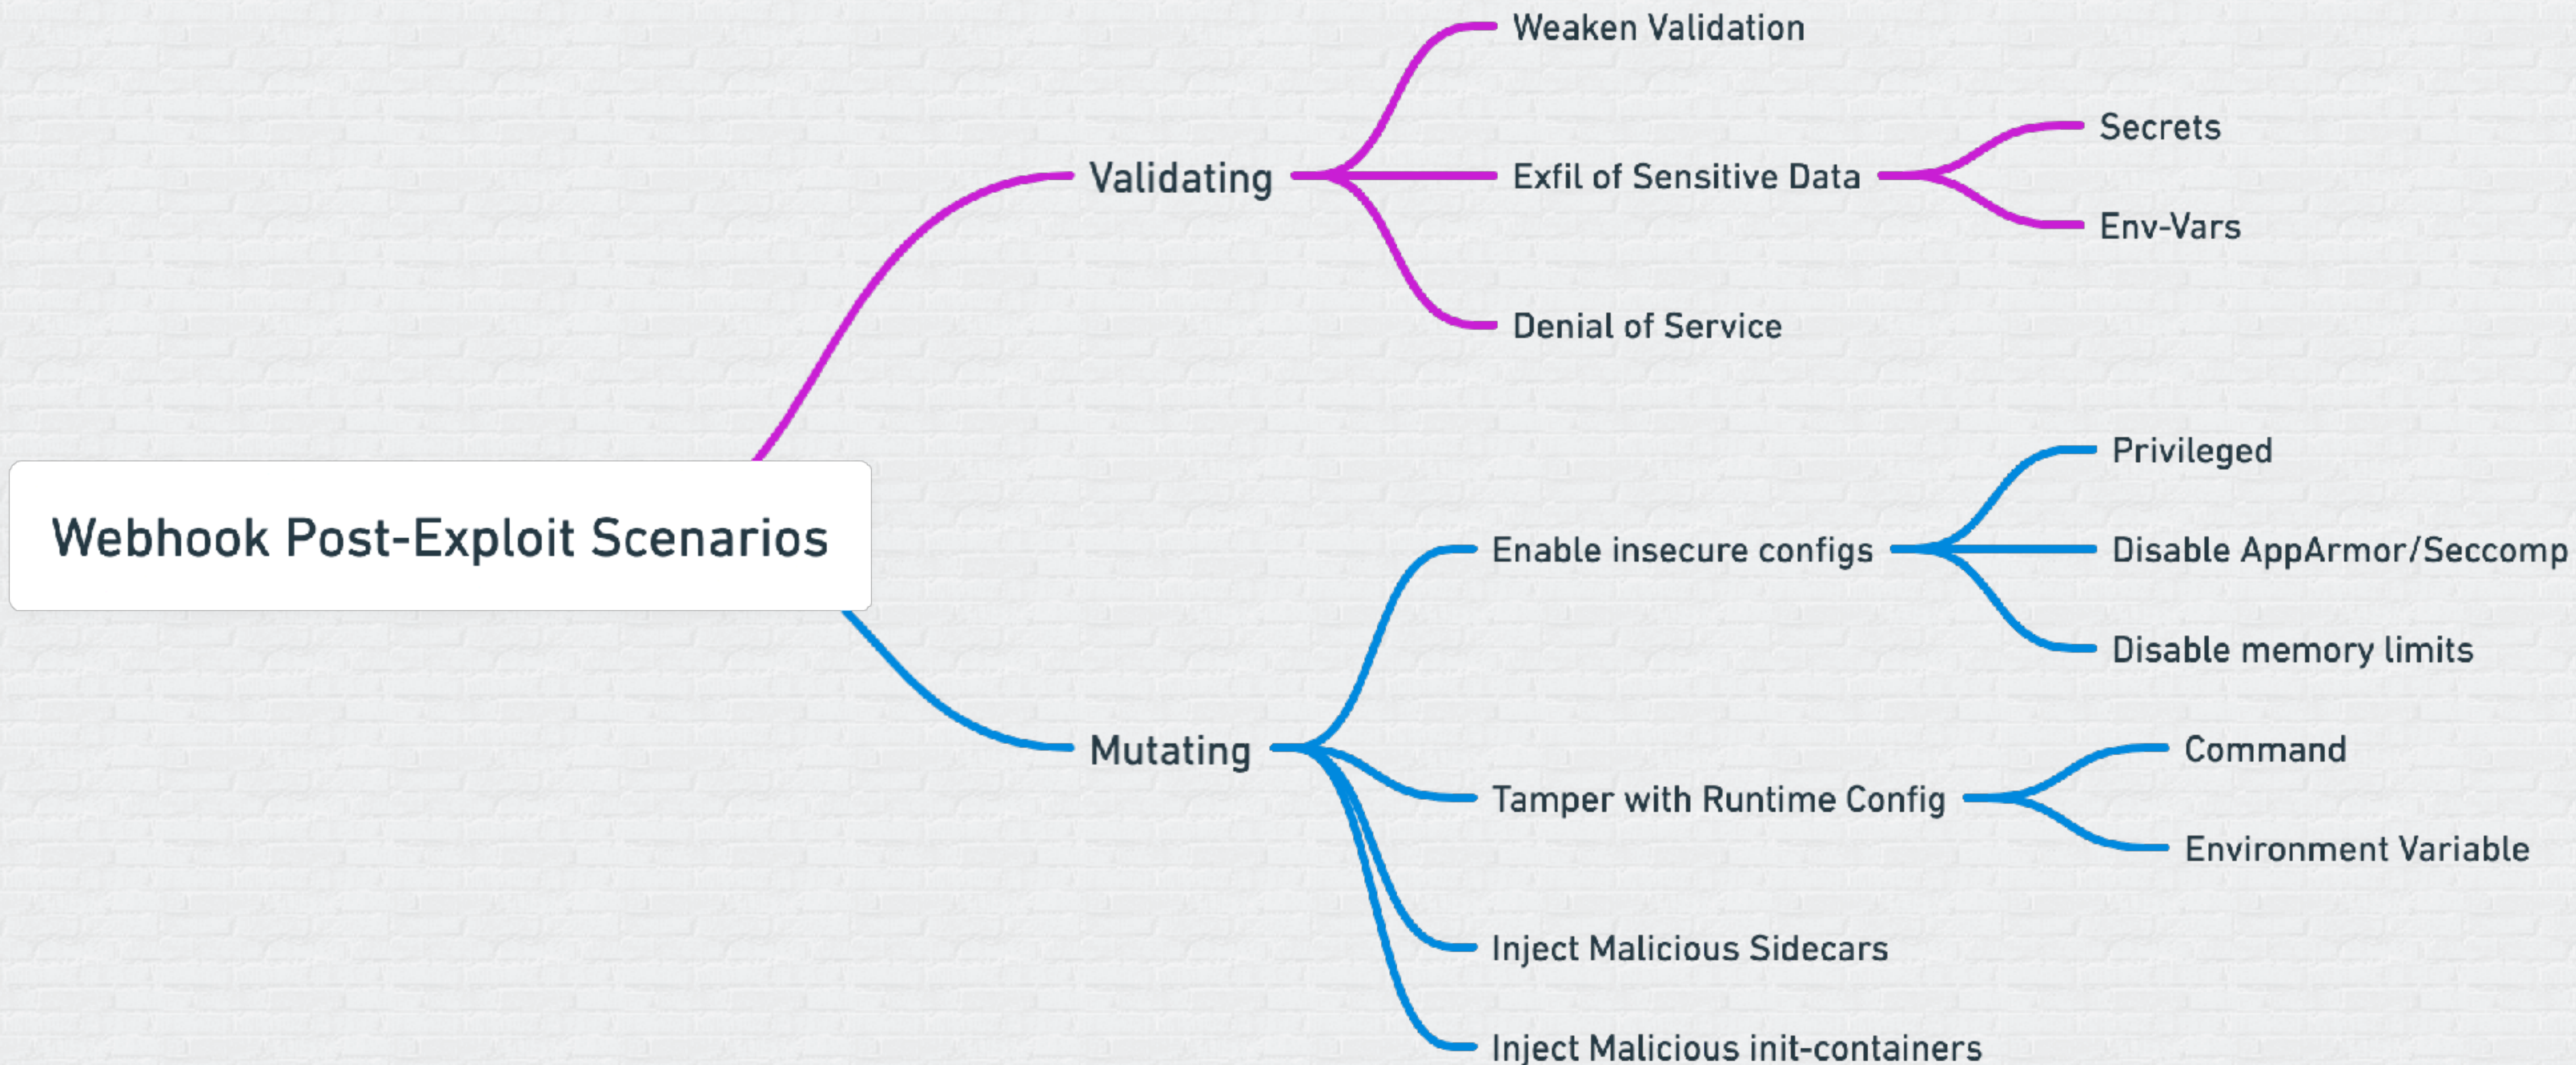 Webhook Post-Exploit Scenarios
Validating
Weaken Validation
Exfil of Sensitive Data
Secrets
Env-Vars
Denial of Service
Mutating
Enable insecure configs
Privileged
Disable AppArmor/Seccomp
Disable memory limits
Tamper with Runtime Config
Command
Environment Variable
Inject Malicious Sidecars
Inject Malicious init-containers